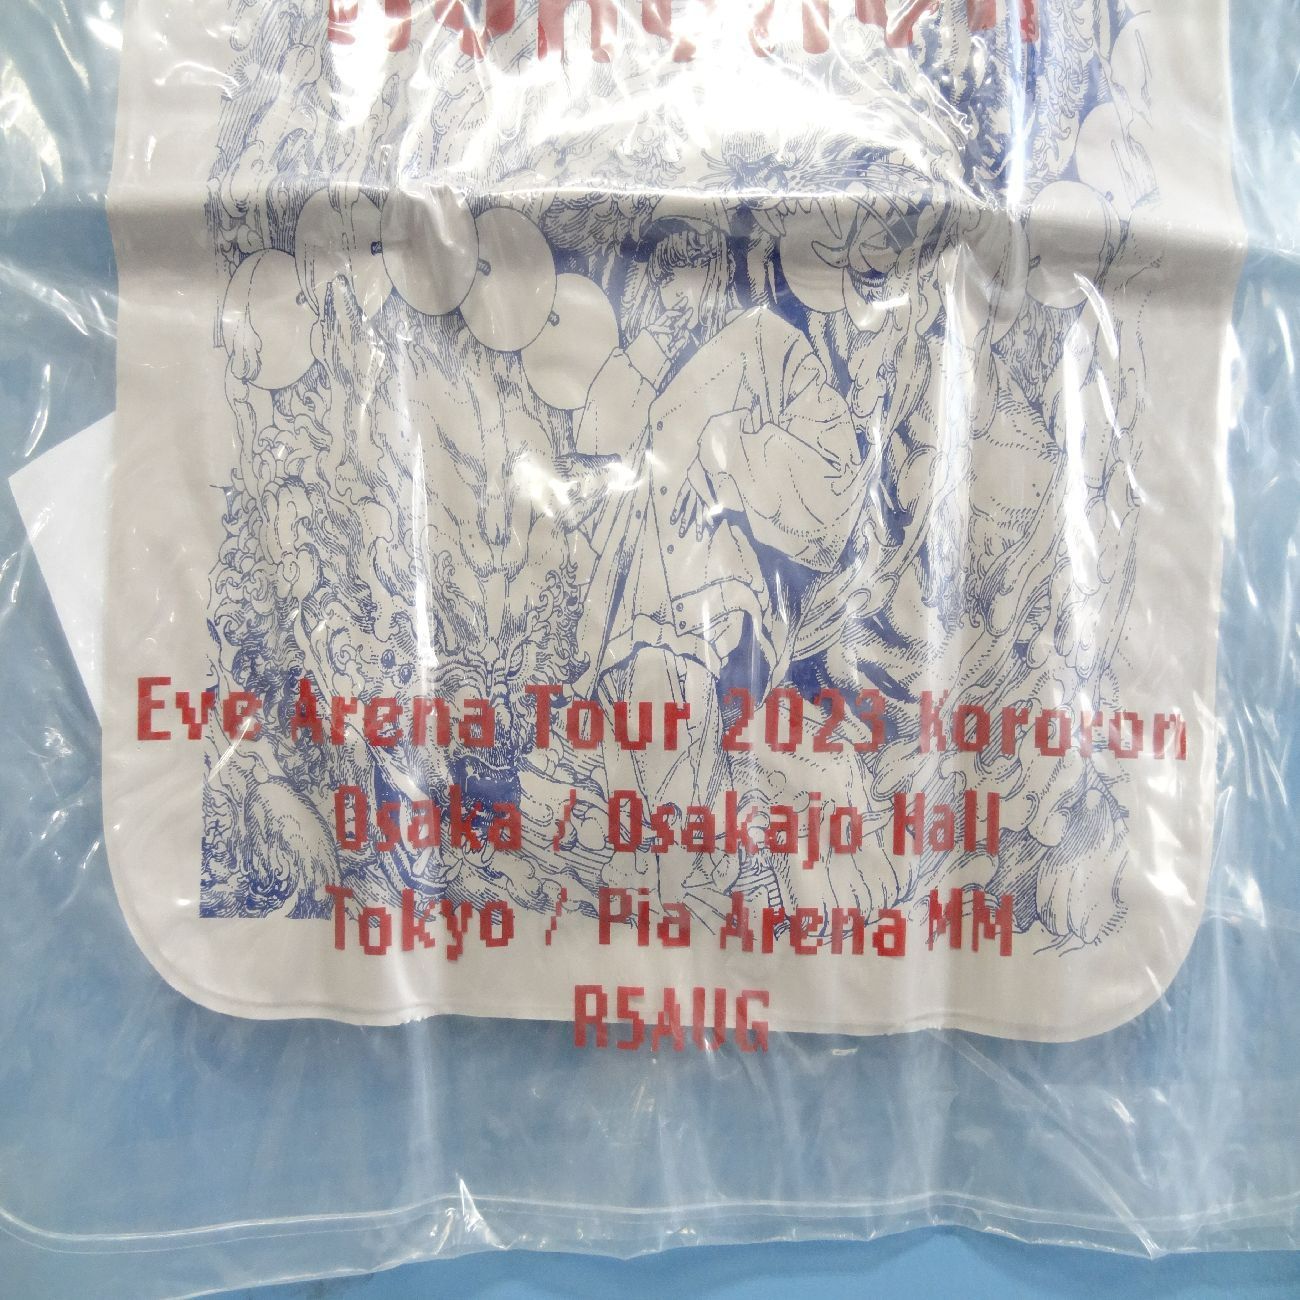 Eve Arena Tour 2023 Kororon
Osaka / Osakajo Hall
Tokyo / Pia Arena MM
R5AUG